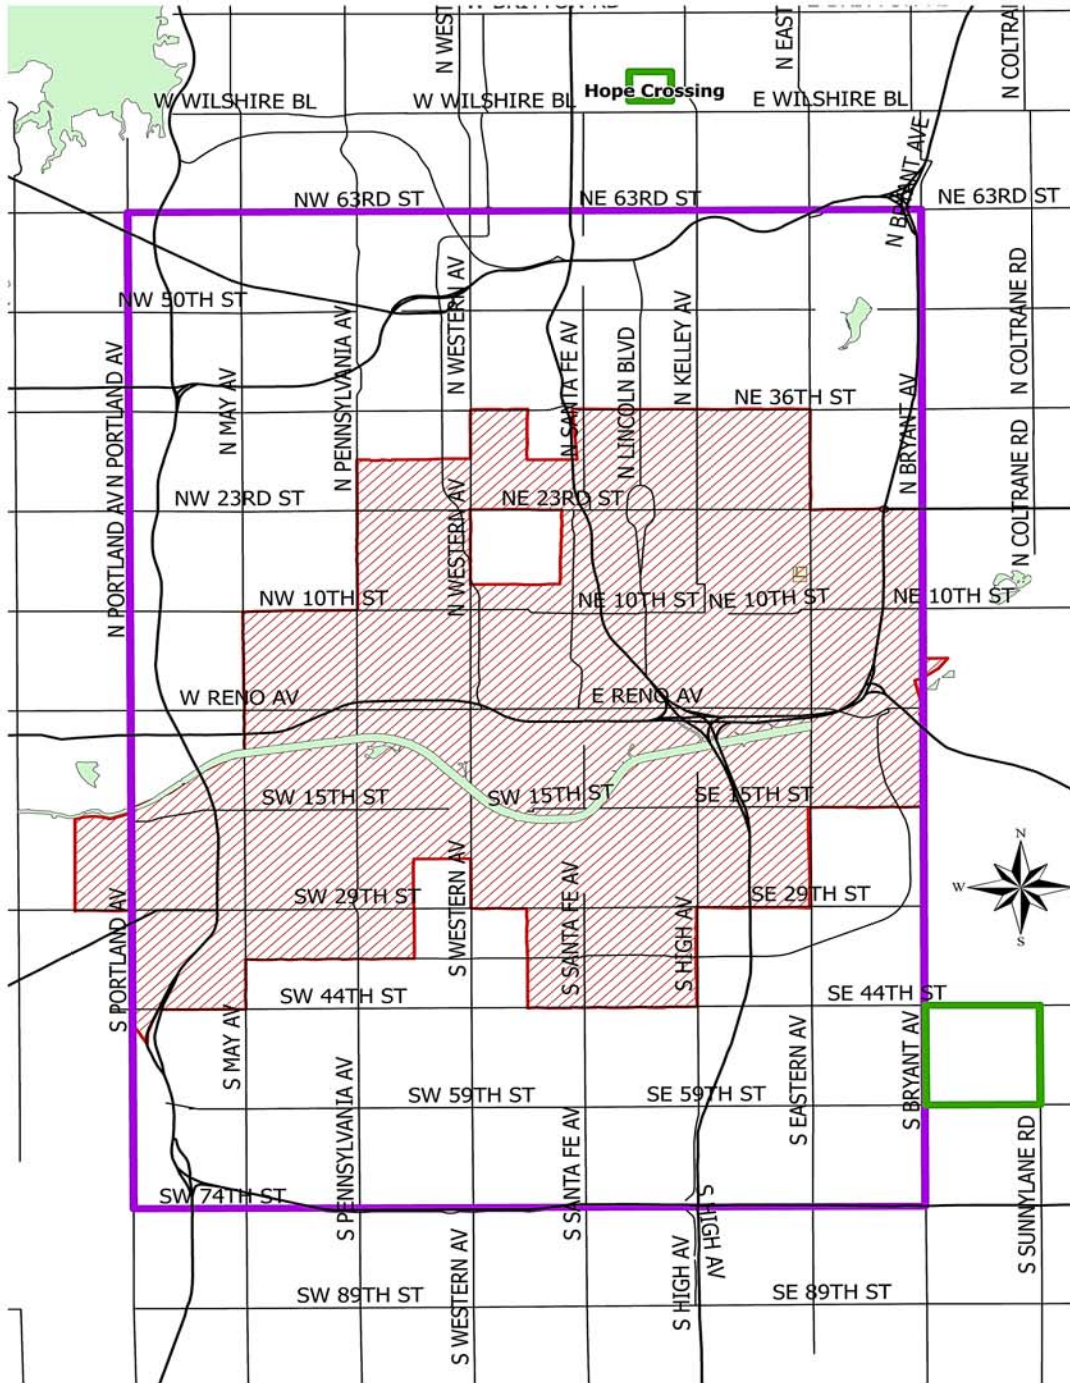 N WEST
W BRITTON RD
N EAST
N COLTRAI
Hope Crossing
W WILSHIRE BL
W WILSHIRE BL
E WILSHIRE BL
N BRYANT AVE
NW 63RD ST
NE 63RD ST
NE 63RD ST
N BRYANT AV
NW 50TH ST
N WESTERN AV
N COLTRANE RD
N PORTLAND AV
N PORTLAND AV
N MAY AV
N PENNSYLVANIA AV
N SANTA FE AV
N LINCOLN BLVD
N KELLEY AV
NE 36TH ST
N BRYANT AV
N COLTRANE RD
NW 23RD ST
NE 23RD ST
N WESTERN AV
NW 10TH ST
NE 10TH ST
NE 10TH ST
NE 10TH ST
W RENO AV
E RENO AV
SW 15TH ST
SW 15TH ST
SE 15TH ST
N
W
S
SW 29TH ST
SE 29TH ST
S PORTLAND AV
S WESTERN AV
S SANTA FE AV
S HIGH AV
SW 44TH ST
SE 44TH ST
S MAY AV
S PENNSYLVANIA AV
SW 59TH ST
SE 59TH ST
S EASTERN AV
S BRYANT AV
S SANTA FE AV
SW 74TH ST
S HIGH AV
S SUNNYLANE RD
S WESTERN AV
S HIGH AV
SW 89TH ST
SE 89TH ST